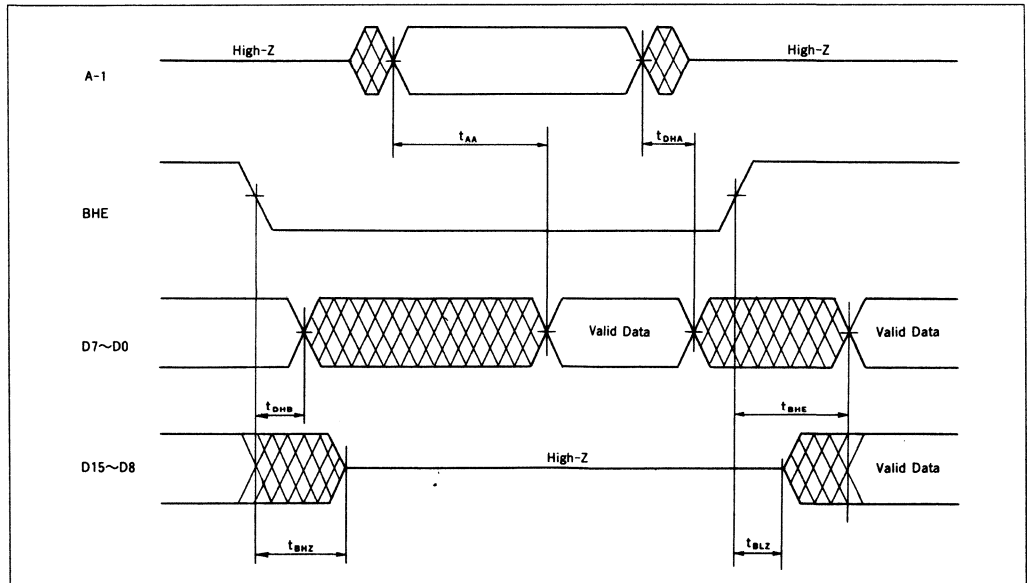 High-Z
High-Z
A-1
tAA
tDHA
BHE
D7～D0
Valid Data
Valid Data
tDHB
tBHE
D15～D8
High-Z
Valid Data
tBHZ
tBLZ